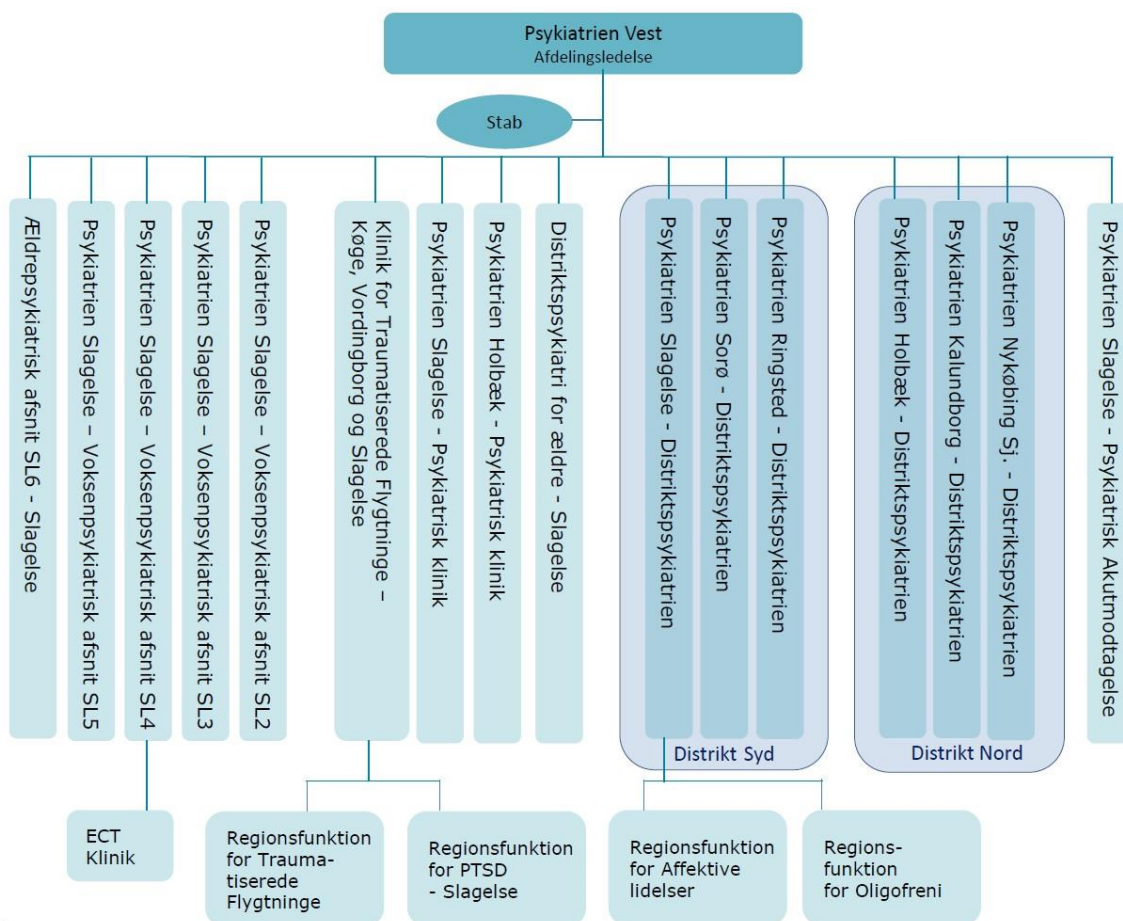 Psykiatrien Vest
Afdelingsledelse
Stab
Ældrepsykiatrisk afsnit SL6 - Slagelse
Psykiatrien Slagelse – Voksenpsykiatrisk afsnit SL5
Psykiatrien Slagelse – Voksenpsykiatrisk afsnit SL4
Psykiatrien Slagelse – Voksenpsykiatrisk afsnit SL3
Psykiatrien Slagelse – Voksenpsykiatrisk afsnit SL2
Klinik for Traumatiserede Flygtninge –
Køge, Vordingborg og Slagelse
Psykiatrien Slagelse - Psykiatrisk klinik
Psykiatrien Holbæk - Psykiatrisk klinik
Distriktspsykiatri for ældre - Slagelse
Psykiatrien Slagelse - Distriktspsykiatrien
Psykiatrien Sorø - Distriktspsykiatrien
Psykiatrien Ringsted - Distriktspsykiatrien
Distrikt Syd
Psykiatrien Holbæk - Distriktspsykiatrien
Psykiatrien Kalundborg - Distriktspsykiatrien
Psykiatrien Nykøbing Sj. - Distriktspsykiatrien
Distrikt Nord
Psykiatrien Slagelse - Psykiatrisk Akutmodtagelse
ECT
Klinik
Regionsfunktion
for Trauma-
tiserede
Flygtninge
Regionsfunktion
for PTSD
- Slagelse
Regionsfunktion
for Affektive
lidelser
Regions-
funktion
for Oligofreni